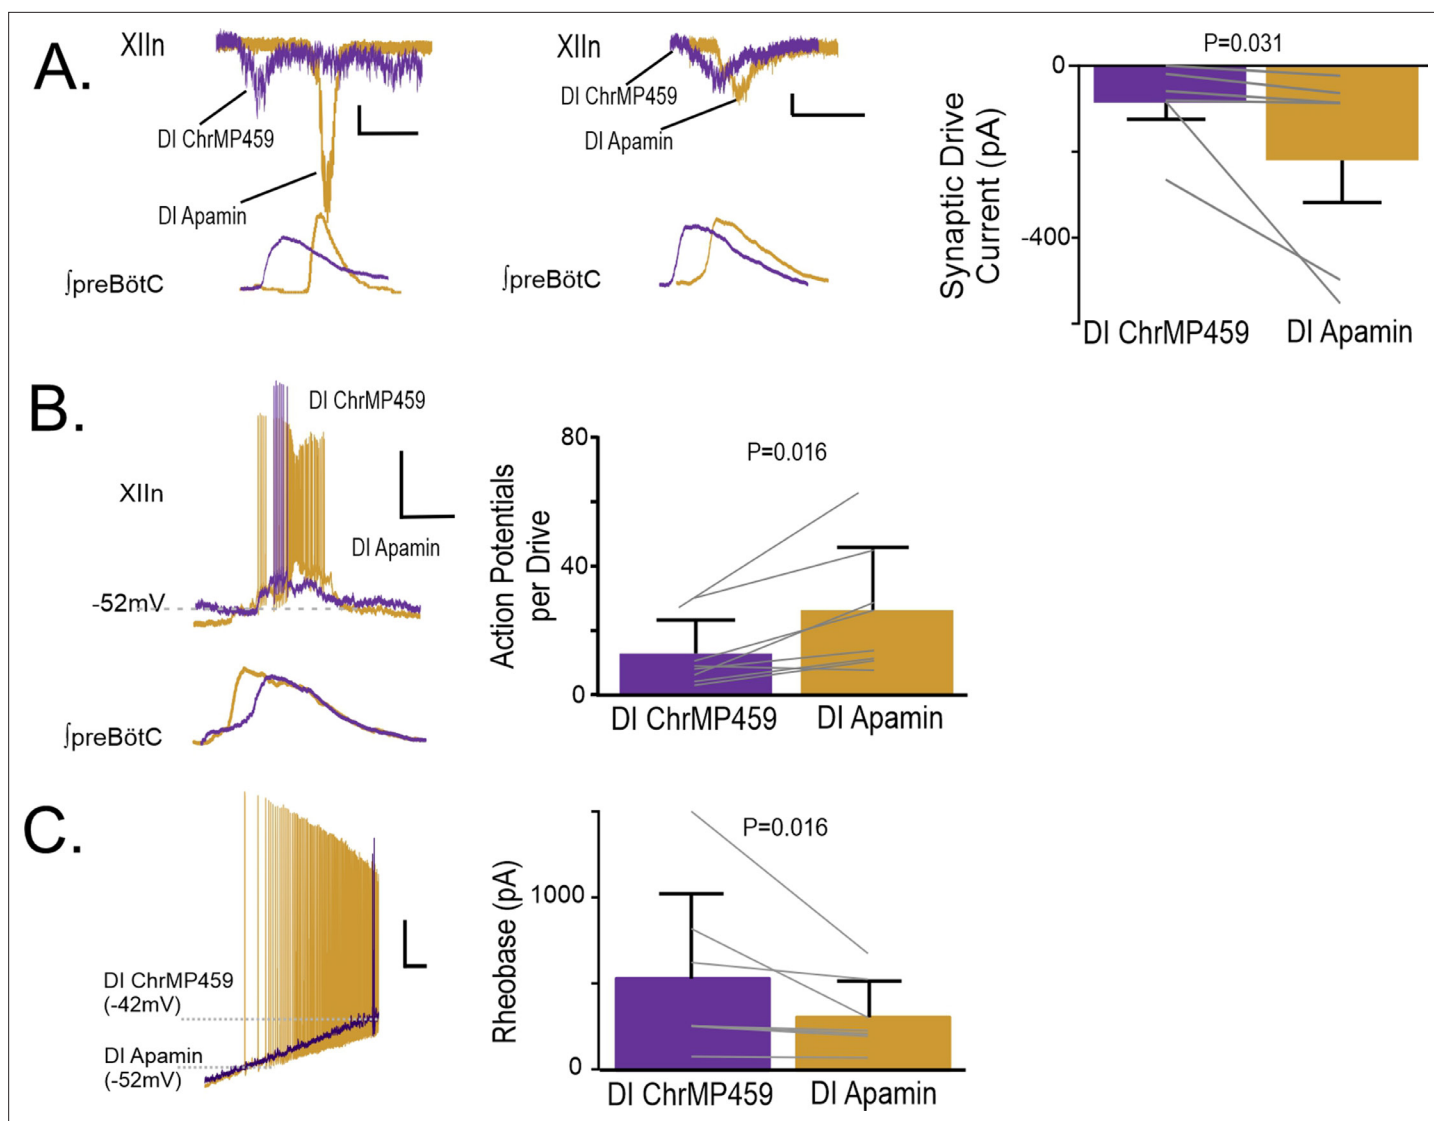 A.
XIIn
DI ChrMP459
DI Apamin
∫preBötC
XIIn
DI ChrMP459
DI Apamin
∫preBötC
P=0.031
0
-400
Synaptic Drive
Current (pA)
DI ChrMP459
DI Apamin
B.
DI ChrMP459
XIIn
DI Apamin
-52mV
∫preBötC
P=0.016
80
40
0
Action Potentials
per Drive
DI ChrMP459
DI Apamin
C.
DI ChrMP459
(-42mV)
DI Apamin
(-52mV)
P=0.016
1000
0
Rheobase (pA)
DI ChrMP459
DI Apamin